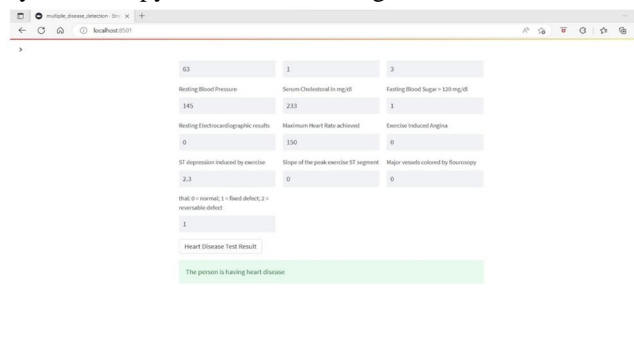 multiple_disease_detection - Stre
localhost:8501
63 1 3
Resting Blood Pressure Serum Cholestoral in mg/dl Fasting Blood Sugar > 120 mg/dl
145 233 1
Resting Electrocardiographic results Maximum Heart Rate achieved Exercise Induced Angina
0 150 0
ST depression induced by exercise Slope of the peak exercise ST segment Major vessels colored by flourosopy
2.3 0 0
thal: 0 = normal; 1 = fixed defect; 2 =
reversable defect
1
Heart Disease Test Result
The person is having heart disease